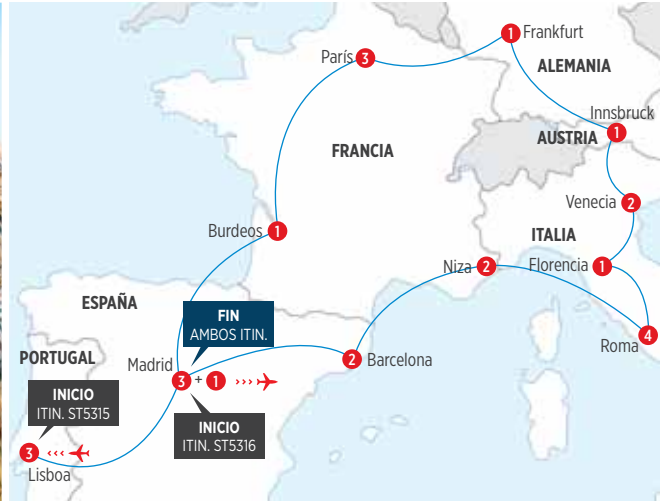 1 Frankfurt
París
3
ALEMANIA
Innsbruck
1
AUSTRIA
FRANCIA
Venecia 2
Burdeos 1
ITALIA
Niza 2
Florencia 1
ESPAÑA
FIN
AMBOS ITIN.
Roma
4
PORTUGAL
Madrid
3 + 1 >>>
2 Barcelona
INICIO
ITIN. ST5315
INICIO
ITIN. ST5316
3 <<<
Lisboa